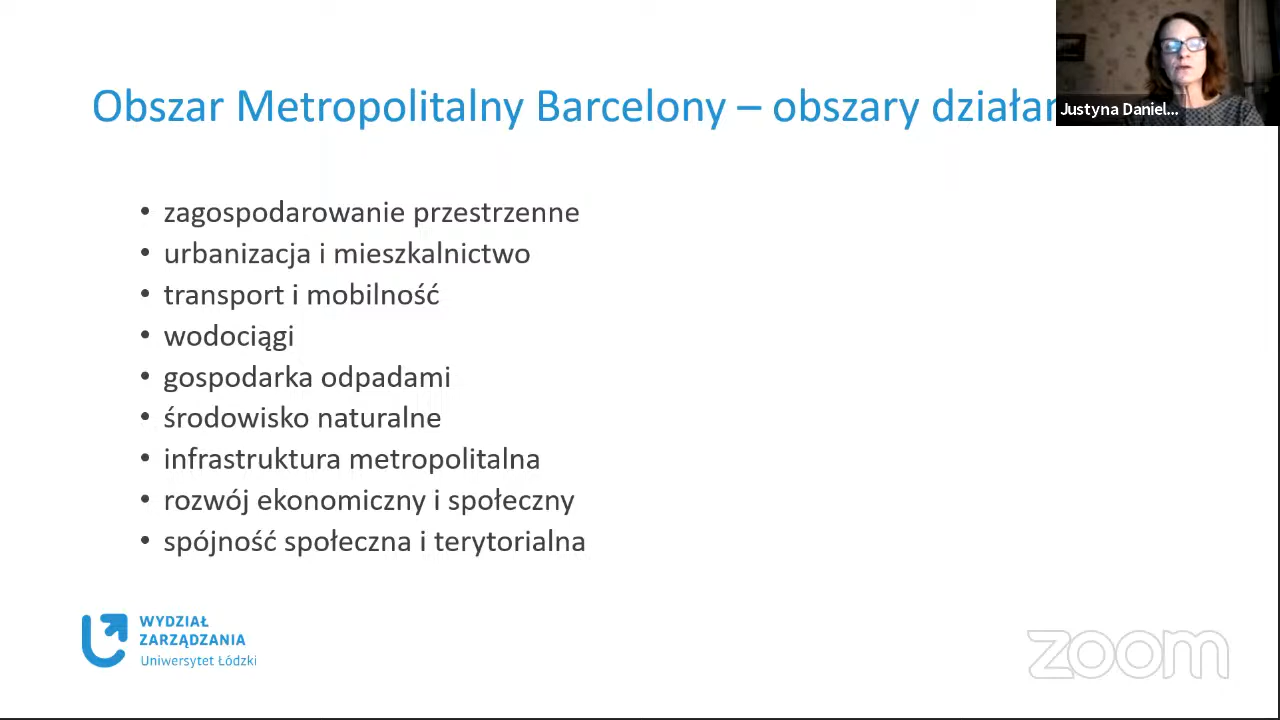 Obszar Metropolitalny Barcelony – obszary
Justyna Daniel...
• zagospodarowanie przestrzenne
• urbanizacja i mieszkalnictwo
• transport i mobilność
• wodociągi
• gospodarka odpadami
• środowisko naturalne
• infrastruktura metropolitalna
• rozwój ekonomiczny i społeczny
• spójność społeczna i terytorialna
WYDZIAŁ
ZARZĄDZANIA
Uniwersytet Łódzki
zoom